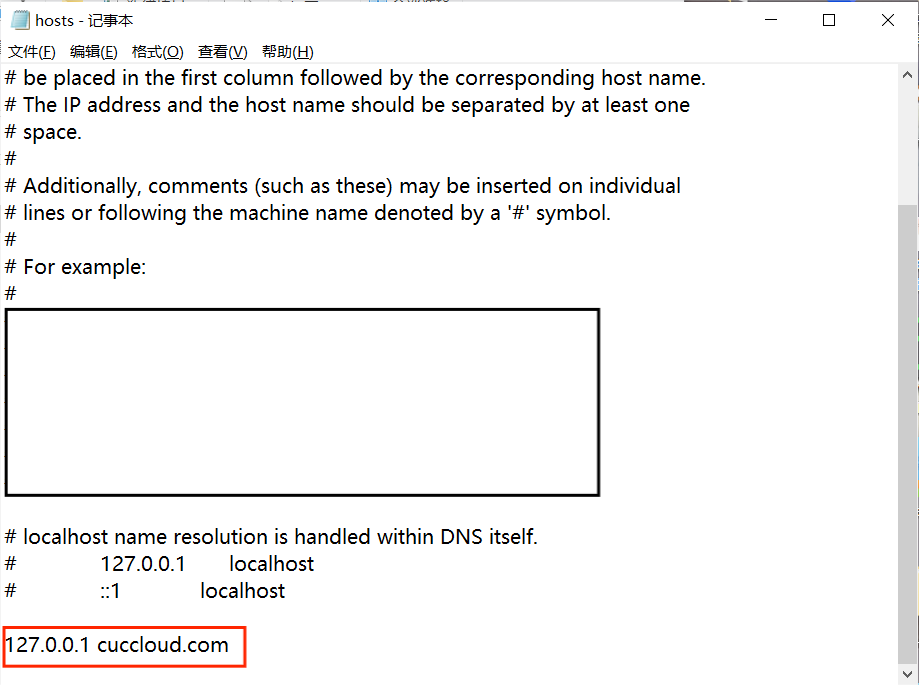 hosts - 记事本
文件(F) 编辑(E) 格式(O) 查看(V) 帮助(H)
# be placed in the first column followed by the corresponding host name.
# The IP address and the host name should be separated by at least one
# space.
#
# Additionally, comments (such as these) may be inserted on individual
# lines or following the machine name denoted by a '#' symbol.
#
# For example:
#
# localhost name resolution is handled within DNS itself.
# 127.0.0.1 localhost
# ::1 localhost
127.0.0.1 cuccloud.com